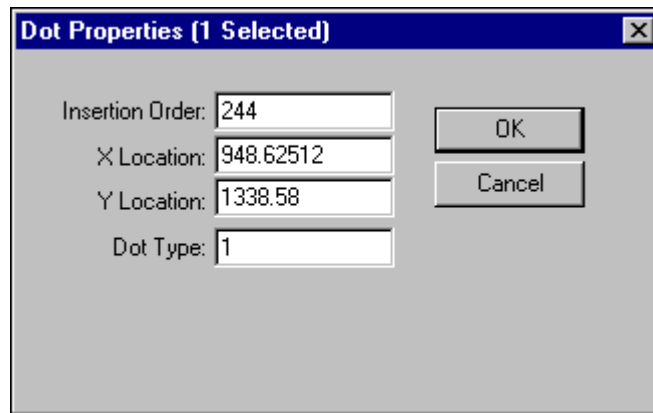 Dot Properties (1 Selected)
Insertion Order: 244
X Location: 948.62512
Y Location: 1338.58
Dot Type: 1
OK
Cancel